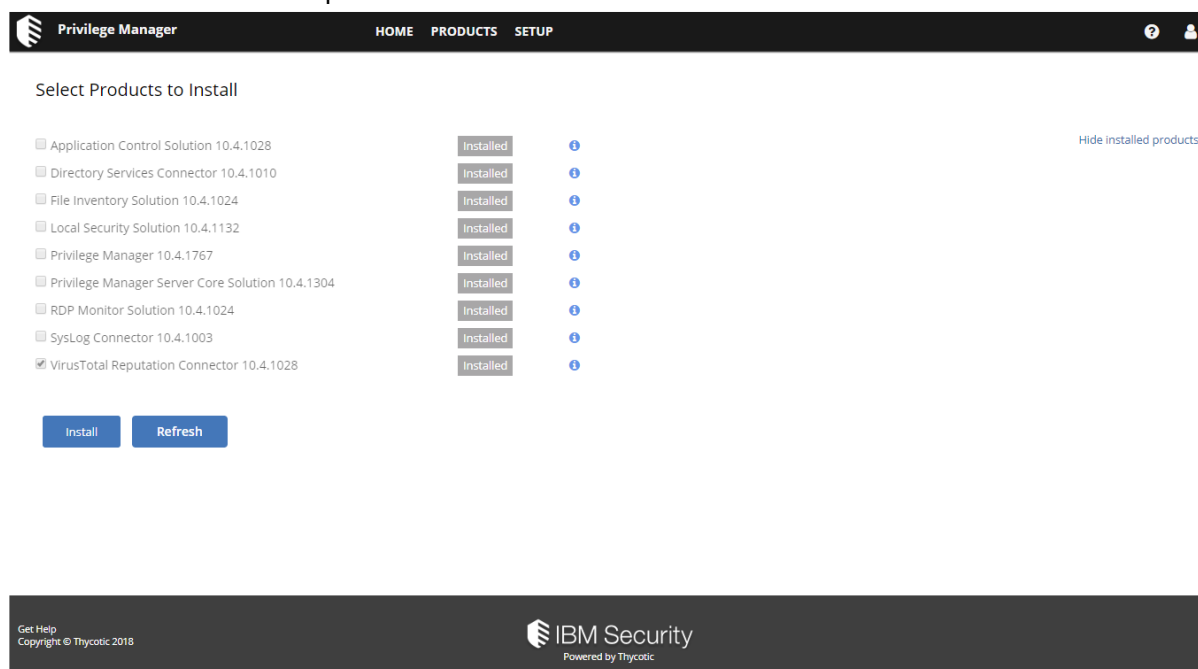 Privilege Manager HOME PRODUCTS SETUP
Select Products to Install
Hide installed products
Application Control Solution 10.4.1028 Installed
Directory Services Connector 10.4.1010 Installed
File Inventory Solution 10.4.1024 Installed
Local Security Solution 10.4.1132 Installed
Privilege Manager 10.4.1767 Installed
Privilege Manager Server Core Solution 10.4.1304 Installed
RDP Monitor Solution 10.4.1024 Installed
SysLog Connector 10.4.1003 Installed
VirusTotal Reputation Connector 10.4.1028 Installed
Install Refresh
Get Help
Copyright © Thycotic 2018
IBM Security
Powered by Thycotic